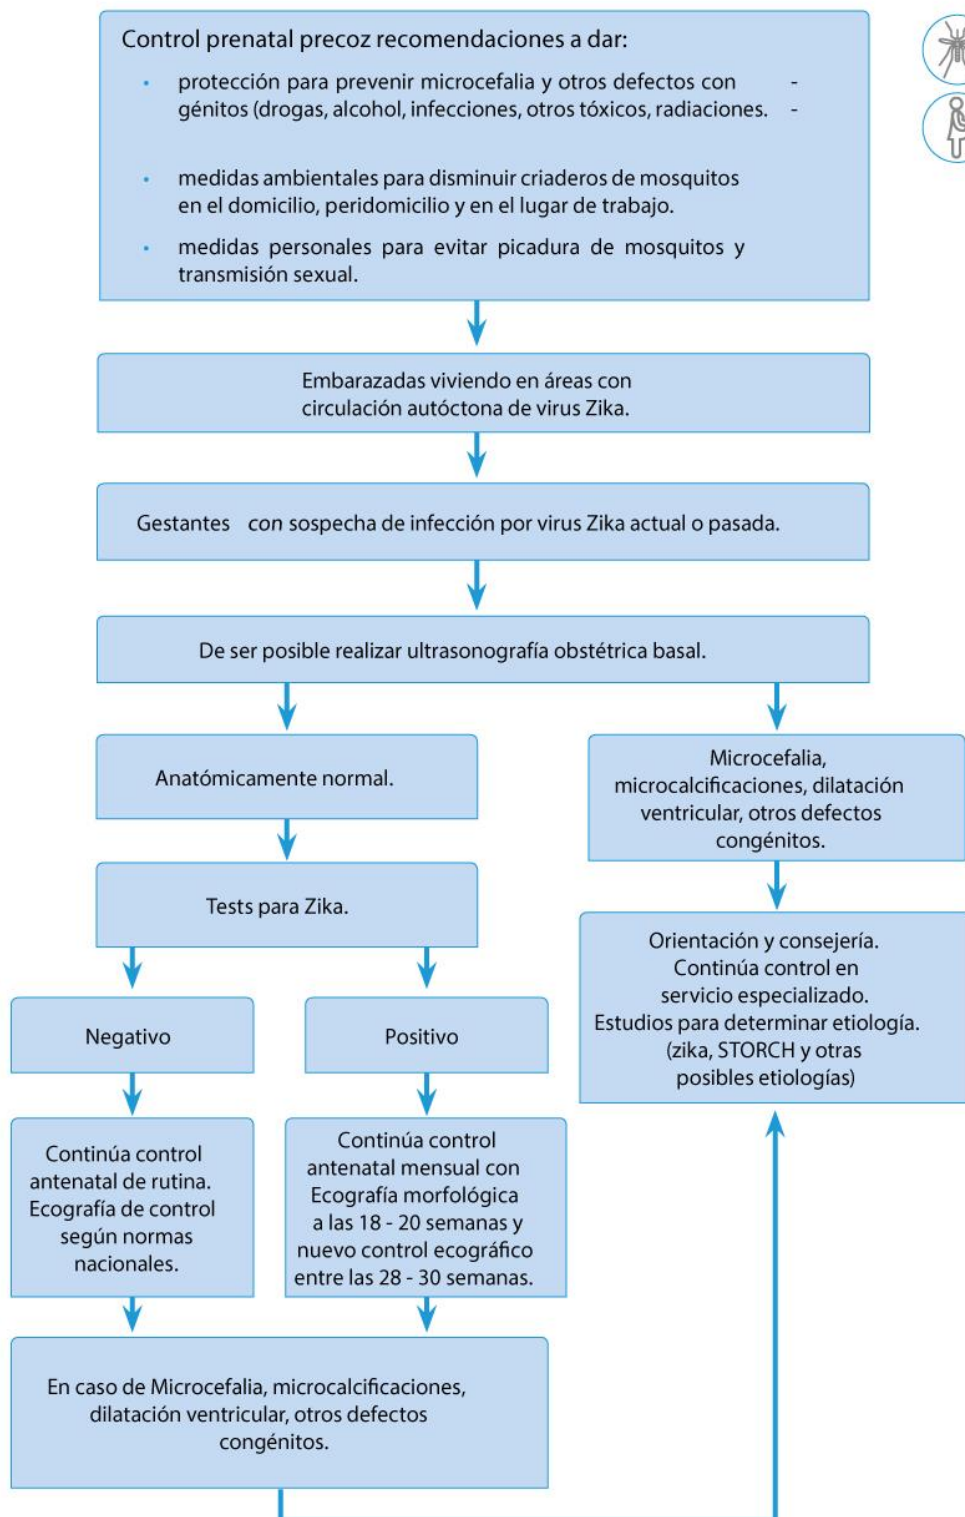 Control prenatal precoz recomendaciones a dar:
• protección para prevenir microcefalia y otros defectos con -
génitos (drogas, alcohol, infecciones, otros tóxicos, radiaciones. -
• medidas ambientales para disminuir criaderos de mosquitos
en el domicilio, peridomicilio y en el lugar de trabajo.
• medidas personales para evitar picadura de mosquitos y
transmisión sexual.
Embarazadas viviendo en áreas con
circulación autóctona de virus Zika.
Gestantes con sospecha de infección por virus Zika actual o pasada.
De ser posible realizar ultrasonografía obstétrica basal.
Anatómicamente normal.
Microcefalia,
microcalcificaciones, dilatación
ventricular, otros defectos
congénitos.
Tests para Zika.
Orientación y consejería.
Continúa control en
servicio especializado.
Estudios para determinar etiología.
(zika, STORCH y otras
posibles etiologías)
Negativo
Positivo
Continúa control
antenatal de rutina.
Ecografía de control
según normas
nacionales.
Continúa control
antenatal mensual con
Ecografía morfológica
a las 18 - 20 semanas y
nuevo control ecográfico
entre las 28 - 30 semanas.
En caso de Microcefalia, microcalcificaciones,
dilatación ventricular, otros defectos
congénitos.